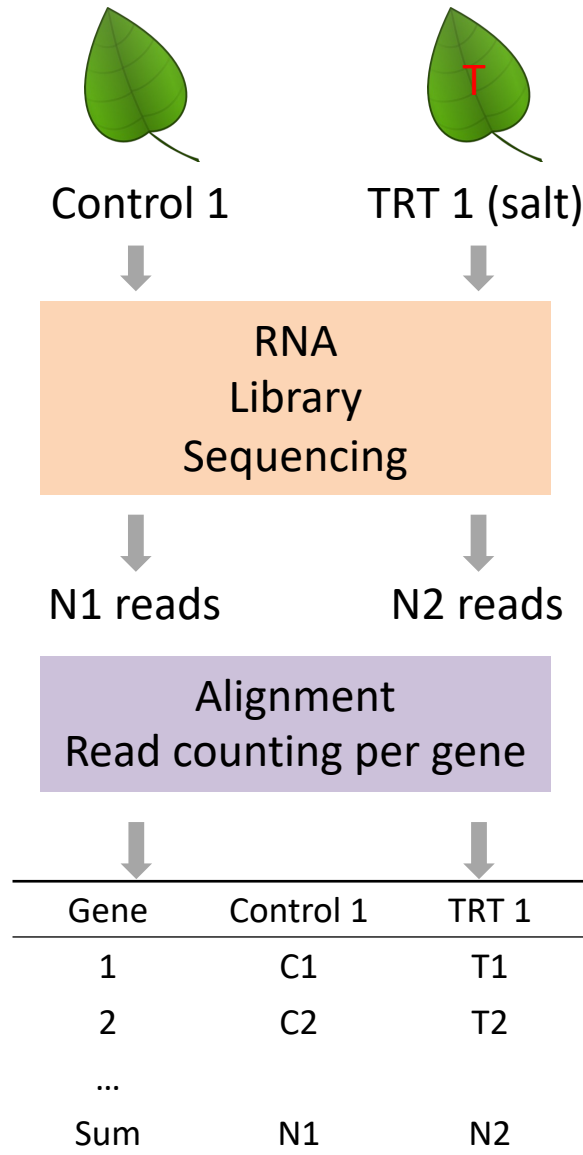 T
Control 1 TRT 1 (salt)
RNA
Library
Sequencing
N1 reads N2 reads
Alignment
Read counting per gene
Gene Control 1 TRT 1
1 C1 T1
2 C2 T2
...
Sum N1 N2